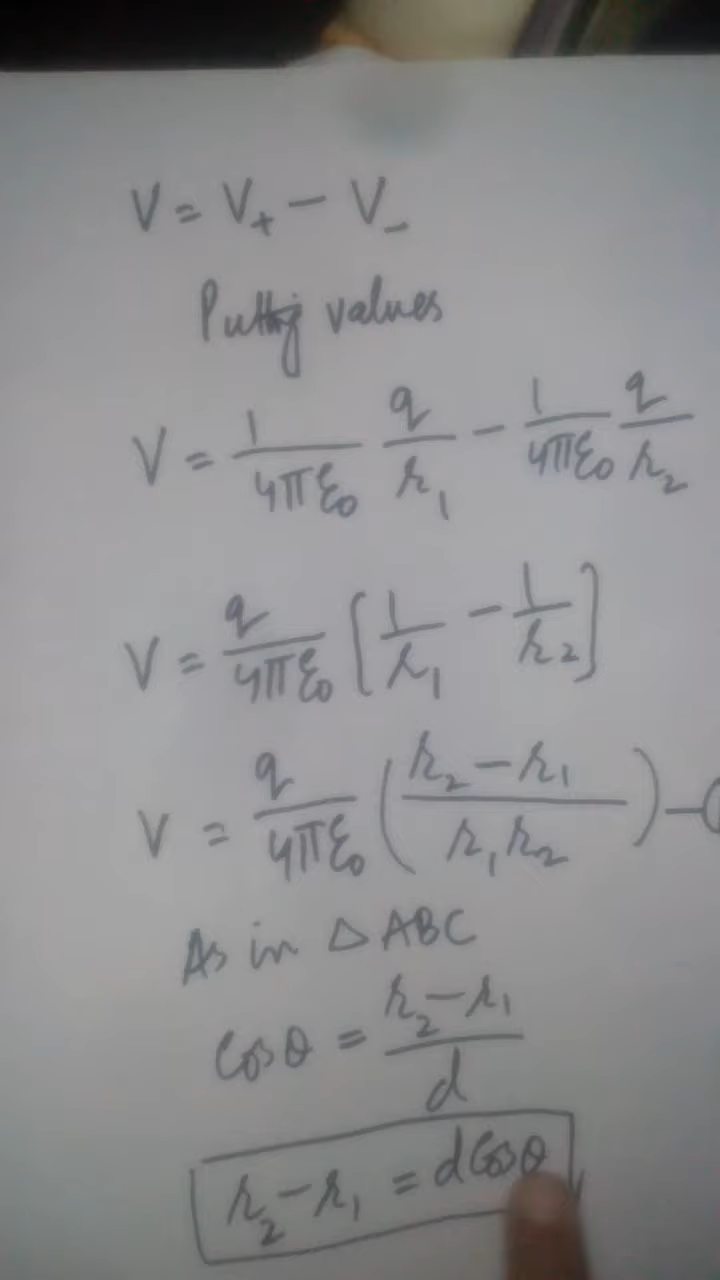 V = V₊ − V₋
Putting values
V = 1/4πε₀ q/r₁ − 1/4πε₀ q/r₂
V = q/4πε₀ [1/r₁ − 1/r₂]
V = q/4πε₀ (r₂ − r₁/r₁r₂) —
As in △ABC
Cosθ = r₂ − r₁/d
r₂ − r₁ = dCosθ